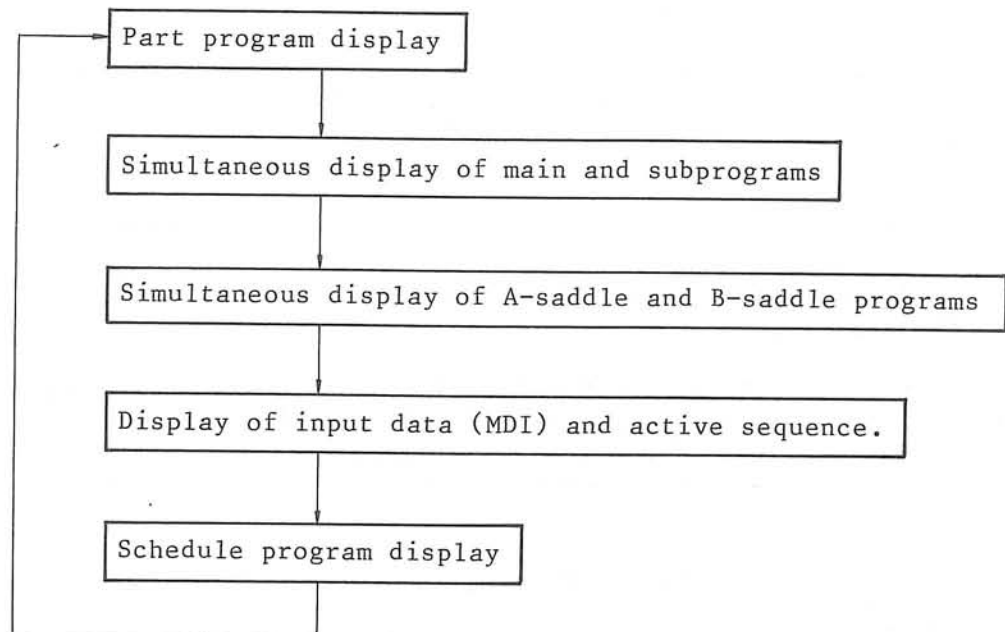 Part program display
Simultaneous display of main and subprograms
Simultaneous display of A-saddle and B-saddle programs
Display of input data (MDI) and active sequence.
Schedule program display